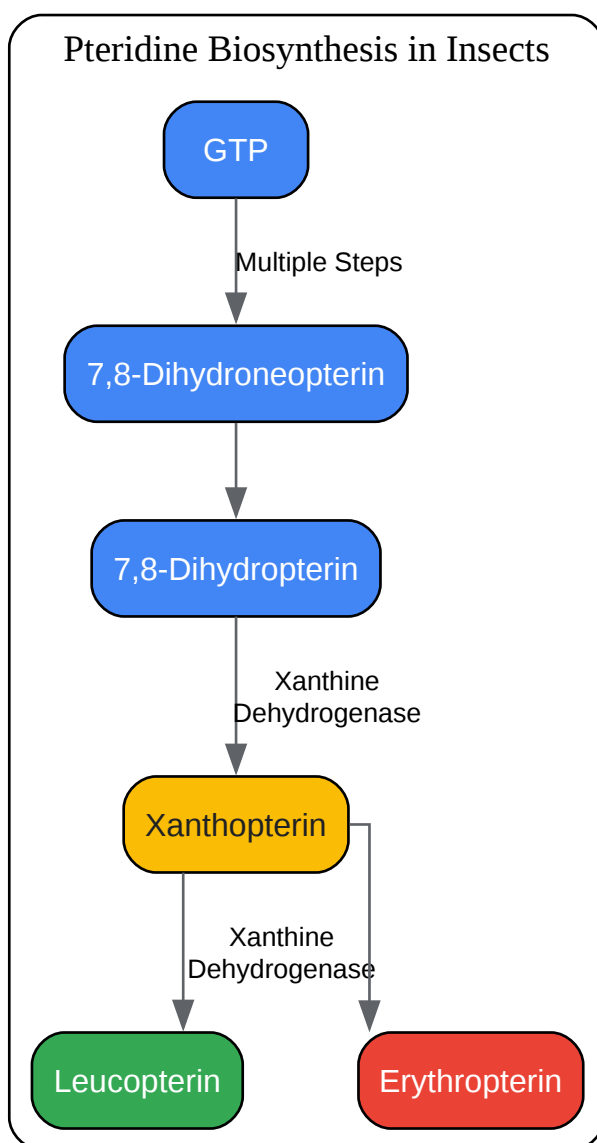 Pteridine Biosynthesis in Insects
GTP
Multiple Steps
7,8-Dihydroneopterin
7,8-Dihydropterin
Xanthine
Dehydrogenase
Xanthopterin
Xanthine
Dehydrogenase
Leucopterin
Erythropterin